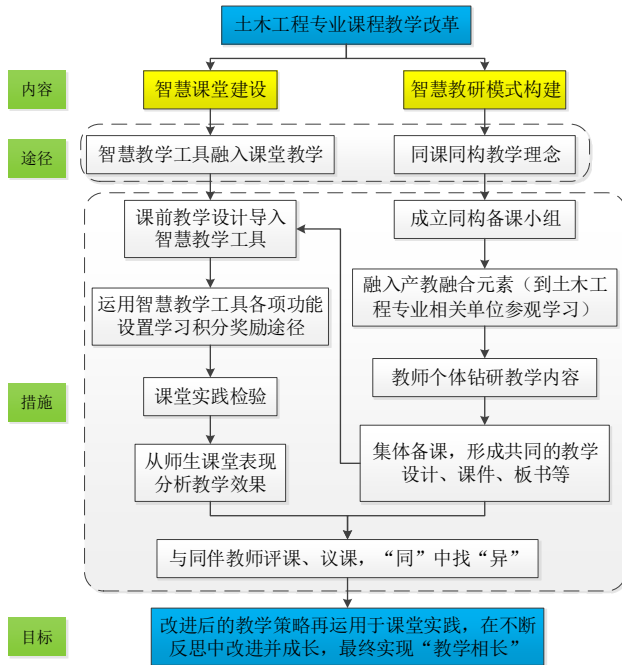 土木工程专业课程教学改革
内容
智慧课堂建设
智慧教研模式构建
途径
智慧教学工具融入课堂教学
同课同构教学理念
课前教学设计导入
智慧教学工具
成立同构备课小组
运用智慧教学工具各项功能
设置学习积分奖励途径
融入产教融合元素（到土木工
程专业相关单位参观学习）
措施
课堂实践检验
教师个体钻研教学内容
从师生课堂表现
分析教学效果
集体备课，形成共同的教学
设计、课件、板书等
与同伴教师评课、议课，“同”中找“异”
目标
改进后的教学策略再运用于课堂实践，在不断
反思中改进并成长，最终实现“教学相长”